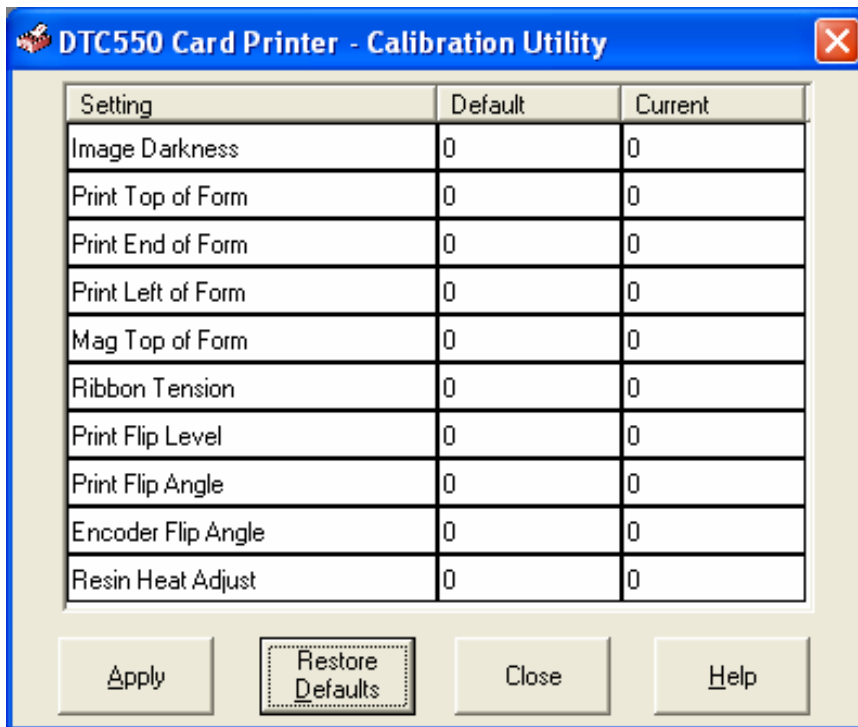 DTC550 Card Printer - Calibration Utility
Setting Default Current
Image Darkness 0 0
Print Top of Form 0 0
Print End of Form 0 0
Print Left of Form 0 0
Mag Top of Form 0 0
Ribbon Tension 0 0
Print Flip Level 0 0
Print Flip Angle 0 0
Encoder Flip Angle 0 0
Resin Heat Adjust 0 0
Apply Restore Defaults Close Help